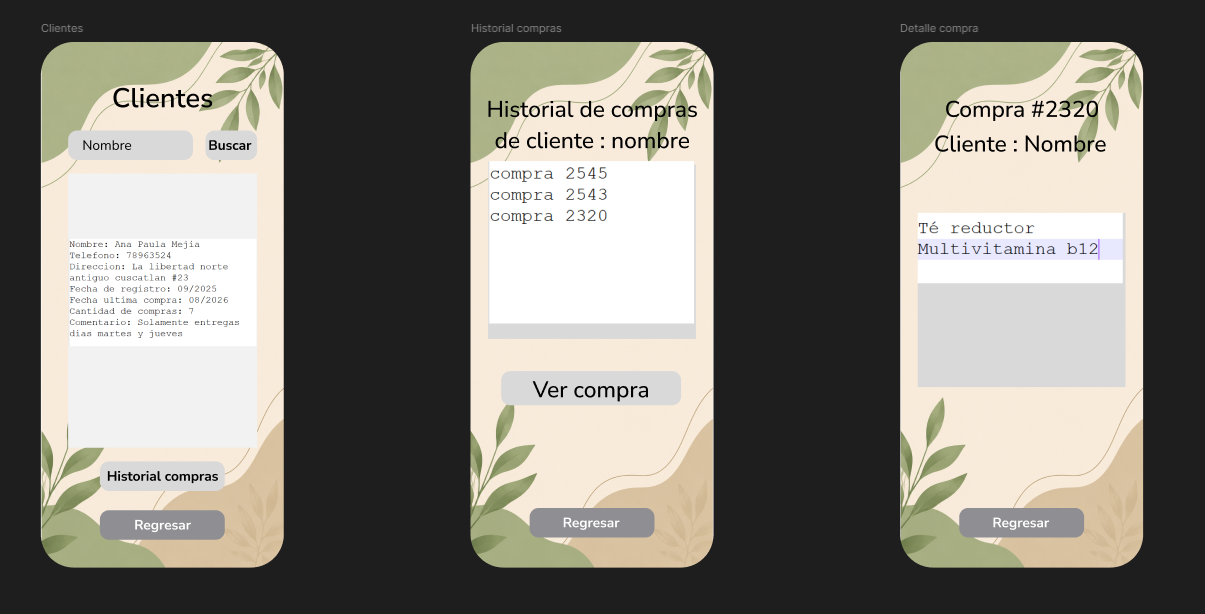 Clientes
Clientes
Nombre
Buscar
Nombre: Ana Paula Mejia
Telefono: 78963524
Direccion: La libertad norte
antiguo cuscatlan #23
Fecha de registro: 09/2025
Fecha ultima compra: 08/2026
Cantidad de compras: 7
Comentario: Solamente entregas
dias martes y jueves
Historial compras
Regresar
Historial compras
Historial de compras
de cliente : nombre
compra 2545
compra 2543
compra 2320
Ver compra
Regresar
Detalle compra
Compra #2320
Cliente : Nombre
Té reductor
Multivitamina b12
Regresar